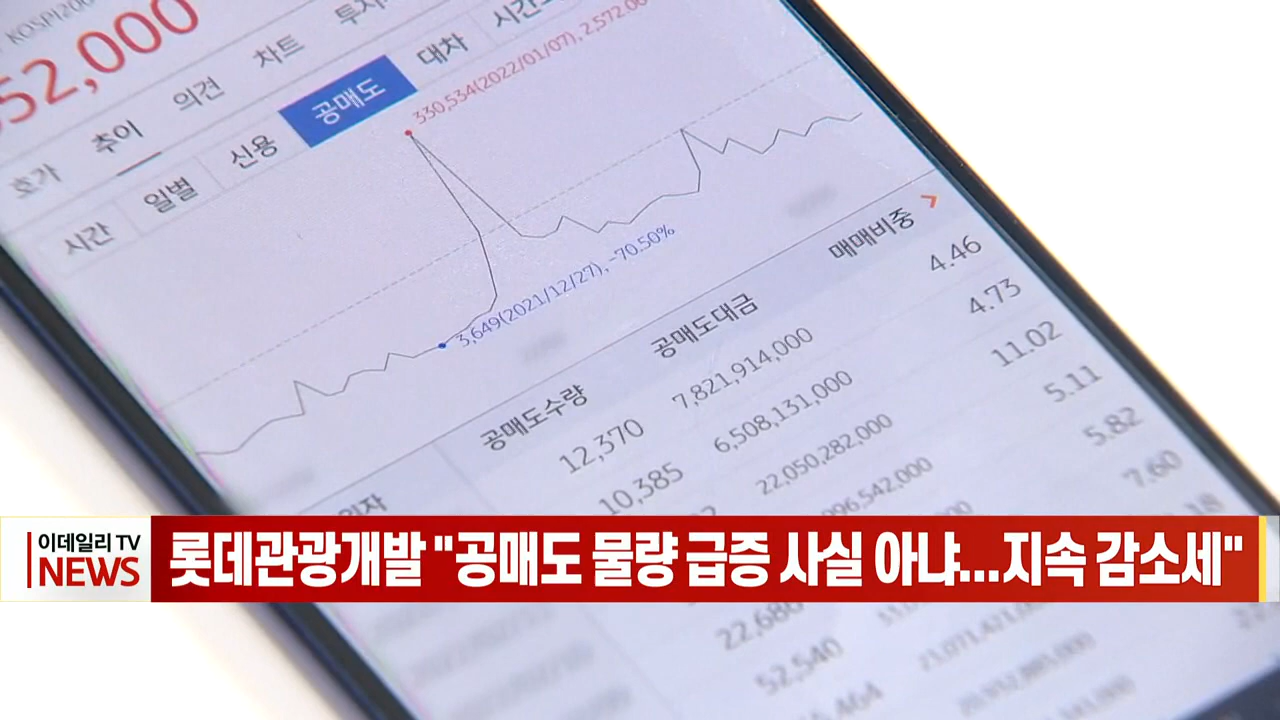 KOSPI200
52,000
호가 추이 의견 차트 투자
시간 일별 신용 공매도 대차
330,534(2022/01/07), 2,572.00
3,649(2021/12/27), -70.50%
공매도수량 공매도대금 매매비중
12,370 7,821,914,000 4.46
10,385 6,508,131,000 4.73
22,050,282,000 11.02
5.11
5.82
7.60
이데일리 TV
NEWS
롯데관광개발 "공매도 물량 급증 사실 아냐...지속 감소세"
22,686
52,540